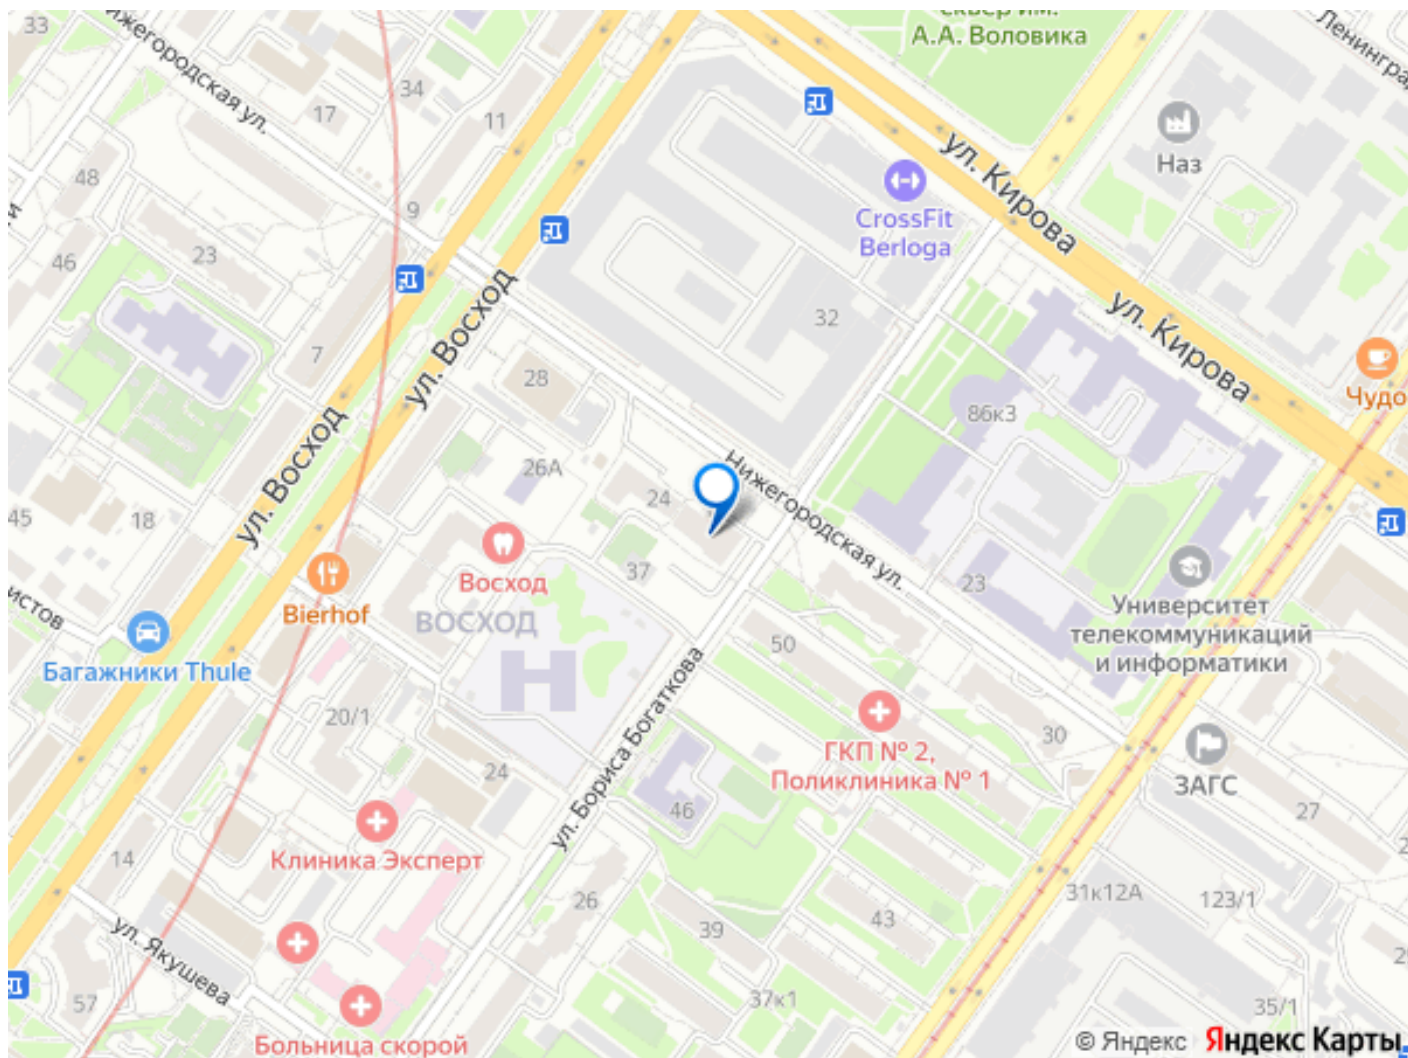 сквер им.
А.А. Воловика
33
Нижегородская ул.
34
17
11
ул. Кирова
Наз
48
CrossFit
Berloga
9
46
23
ул. Восход
32
ул. Кирова
7
28
Чудо
86к3
ул. Восход
26А
24
Нижегородская ул.
45
18
Восход
37
23
Bierhof
ВОСХОД
Университет
телекоммуникаций
и информатики
истов
Багажники Thule
50
ул. Бориса Богаткова
20/1
30
ГКП № 2,
Поликлиника № 1
24
ЗАГС
46
27
Клиника Эксперт
14
26
39
43
31к12А
123/1
ул. Якушева
57
37к1
35/1
Больница скорой
© Яндекс Яндекс Карты